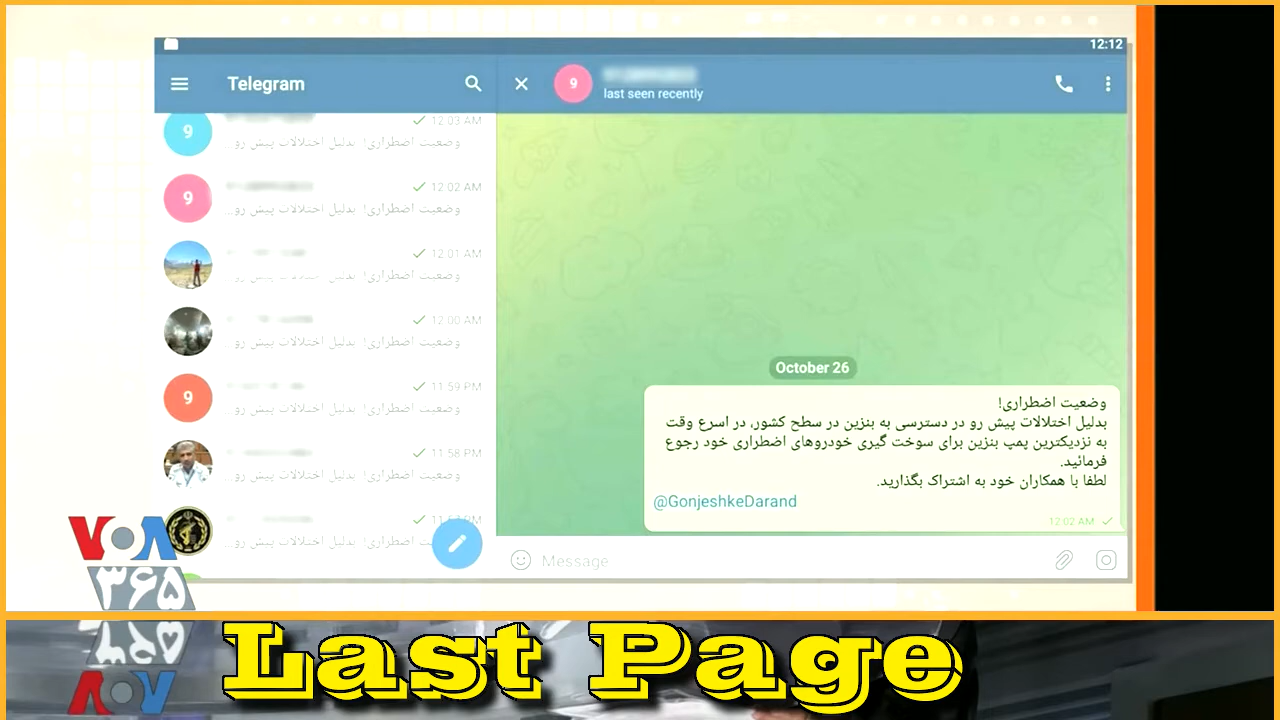 12:12
Telegram
9
last seen recently
9
12:03 AM
وضعیت اضطراری! بدلیل اختلالات پیش رو...
9
12:02 AM
وضعیت اضطراری! بدلیل اختلالات پیش رو...
12:01 AM
وضعیت اضطراری! بدلیل اختلالات پیش رو...
12:00 AM
وضعیت اضطراری! بدلیل اختلالات پیش رو...
9
11:59 PM
وضعیت اضطراری! بدلیل اختلالات پیش رو...
11:58 PM
وضعیت اضطراری! بدلیل اختلالات پیش رو...
وضعیت اضطراری! بدلیل اختلالات پیش رو...
October 26
وضعیت اضطراری!
بدلیل اختلالات پیش رو در دسترسی به بنزین در سطح کشور، در اسرع وقت
به نزدیکترین پمپ بنزین برای سوخت گیری خودروهای اضطراری خود رجوع
فرمائید.
لطفا با همکاران خود به اشتراک بگذارید.
@GonjeshkeDarand
12:02 AM
Message
VOA
۳۶۵
Last Page